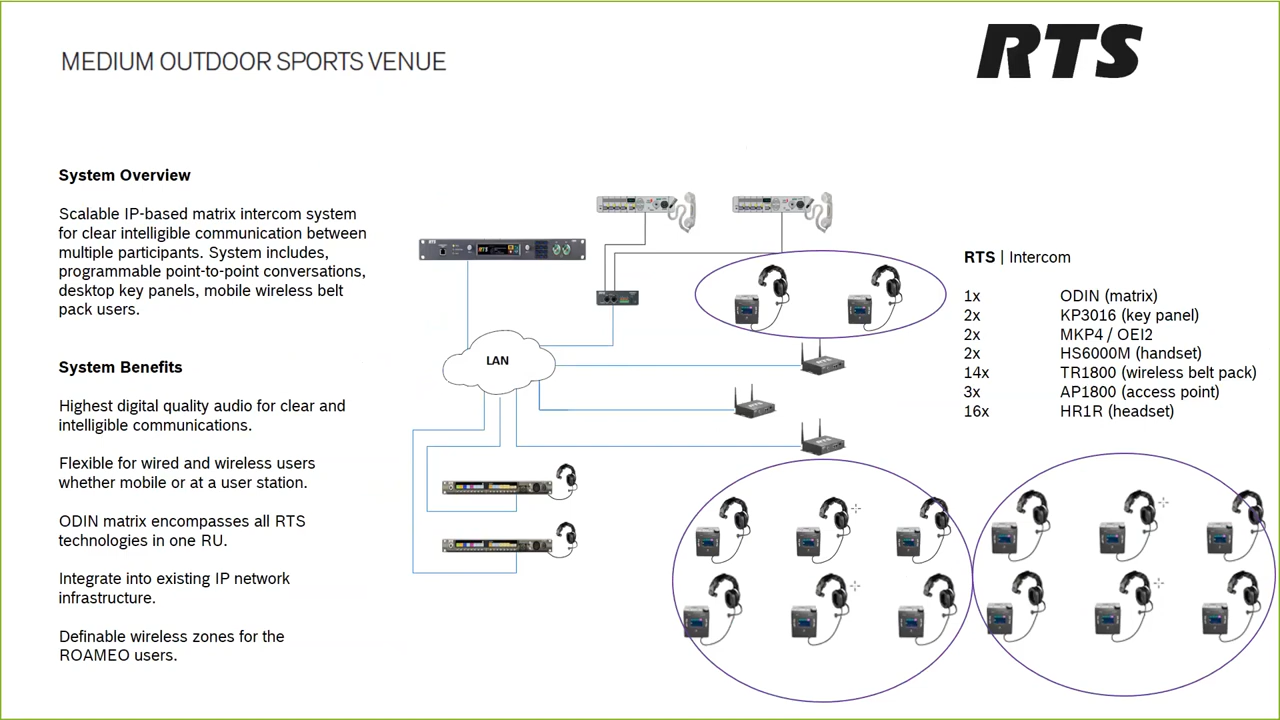 MEDIUM OUTDOOR SPORTS VENUE
RTS
System Overview
Scalable IP-based matrix intercom system
for clear intelligible communication between
multiple participants. System includes,
programmable point-to-point conversations,
desktop key panels, mobile wireless belt
pack users.
System Benefits
Highest digital quality audio for clear and
intelligible communications.
Flexible for wired and wireless users
whether mobile or at a user station.
ODIN matrix encompasses all RTS
technologies in one RU.
Integrate into existing IP network
infrastructure.
Definable wireless zones for the
ROAMEO users.
RTS
RTS
LAN
RTS
RTS
RTS
RTS | Intercom
1x ODIN (matrix)
2x KP3016 (key panel)
2x MKP4 / OEI2
2x HS6000M (handset)
14x TR1800 (wireless belt pack)
3x AP1800 (access point)
16x HR1R (headset)